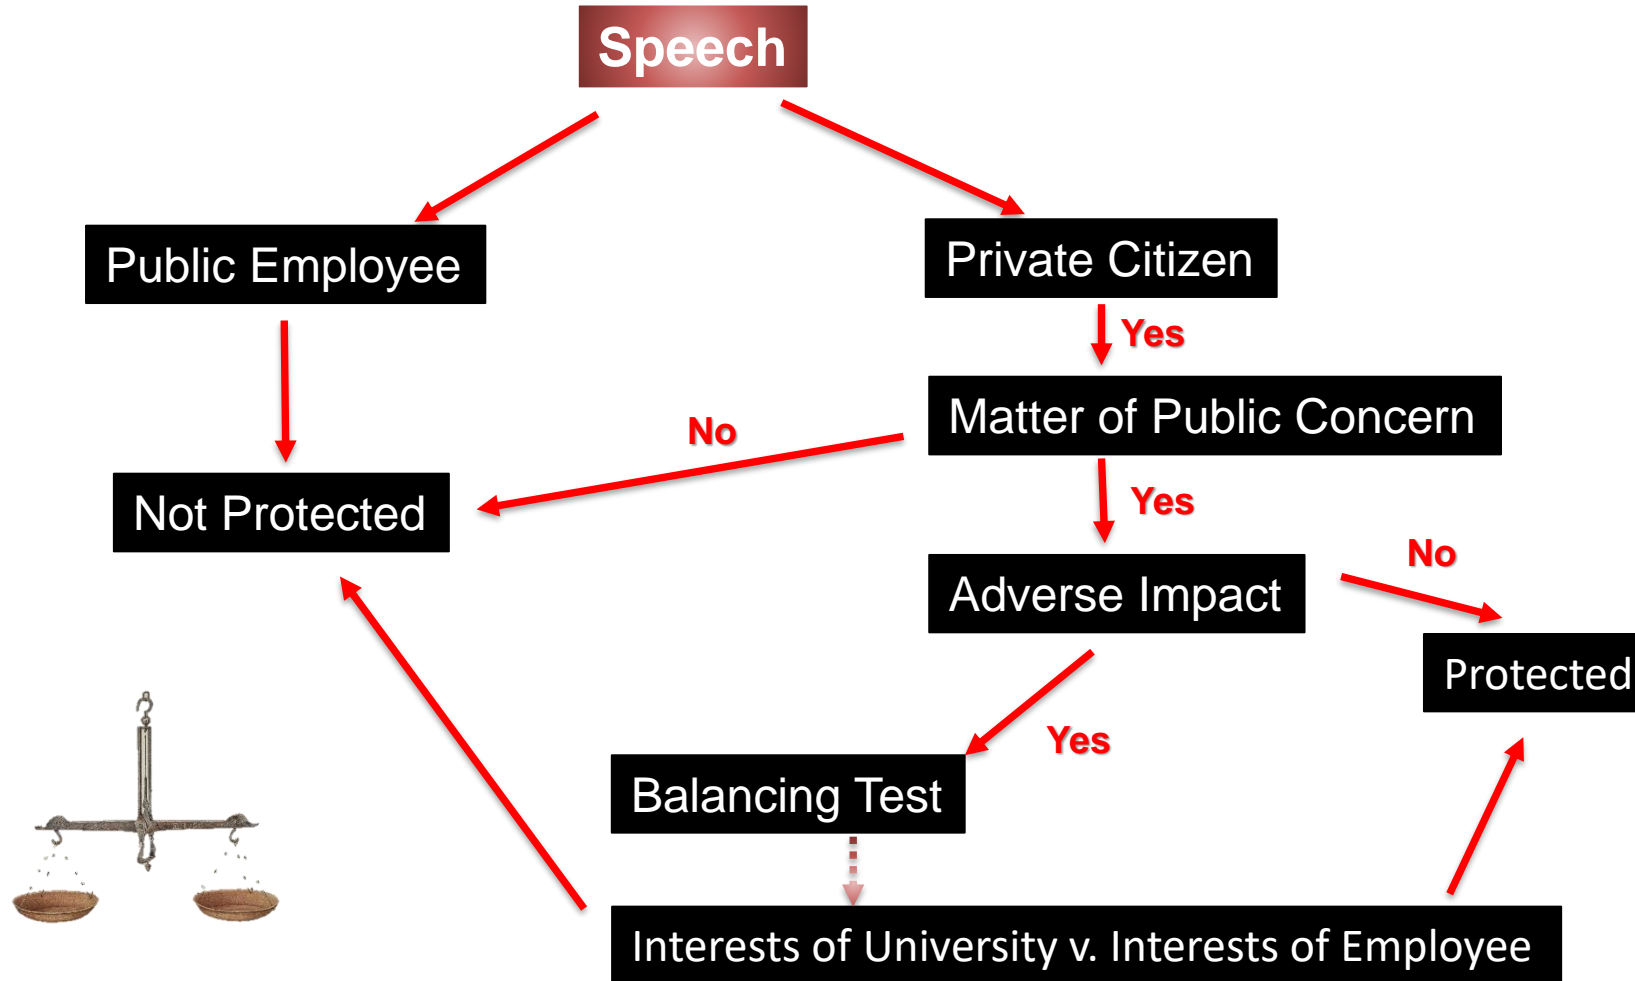 Speech
Public Employee
Private Citizen
Yes
Matter of Public Concern
No
Not Protected
Yes
Adverse Impact
No
Protected
Yes
Balancing Test
Interests of University v. Interests of Employee